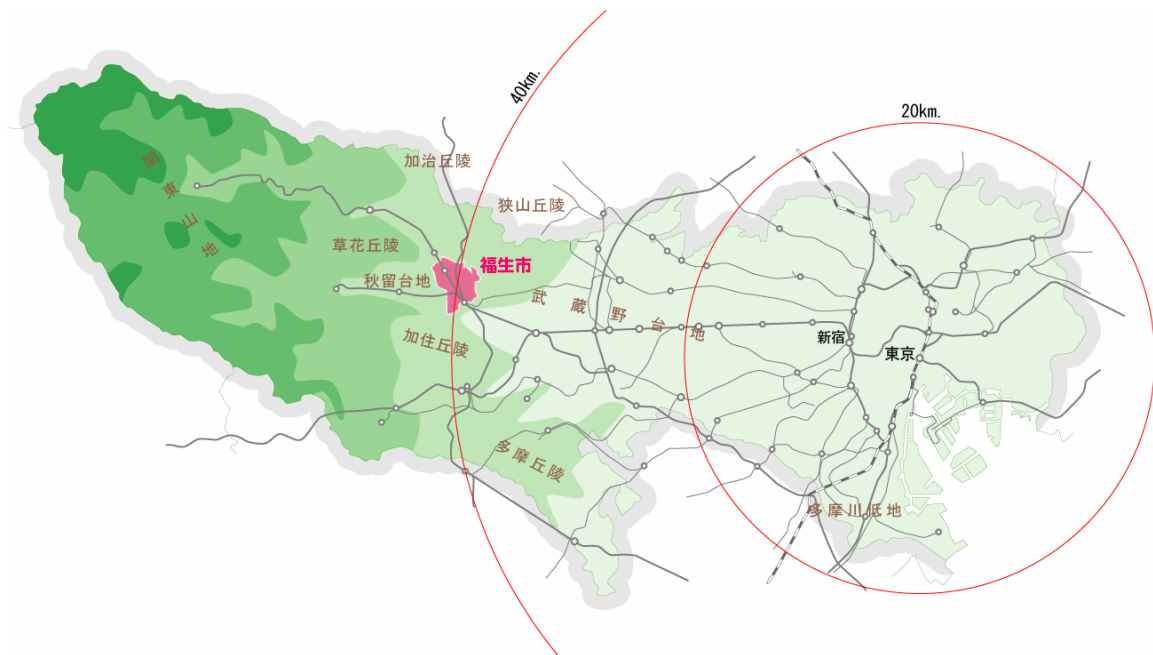 40km.
20km.
加治丘陵
関東山地
狭山丘陵
草花丘陵
福生市
秋留台地
武蔵野台地
加住丘陵
新宿
東京
多摩丘陵
多摩川低地